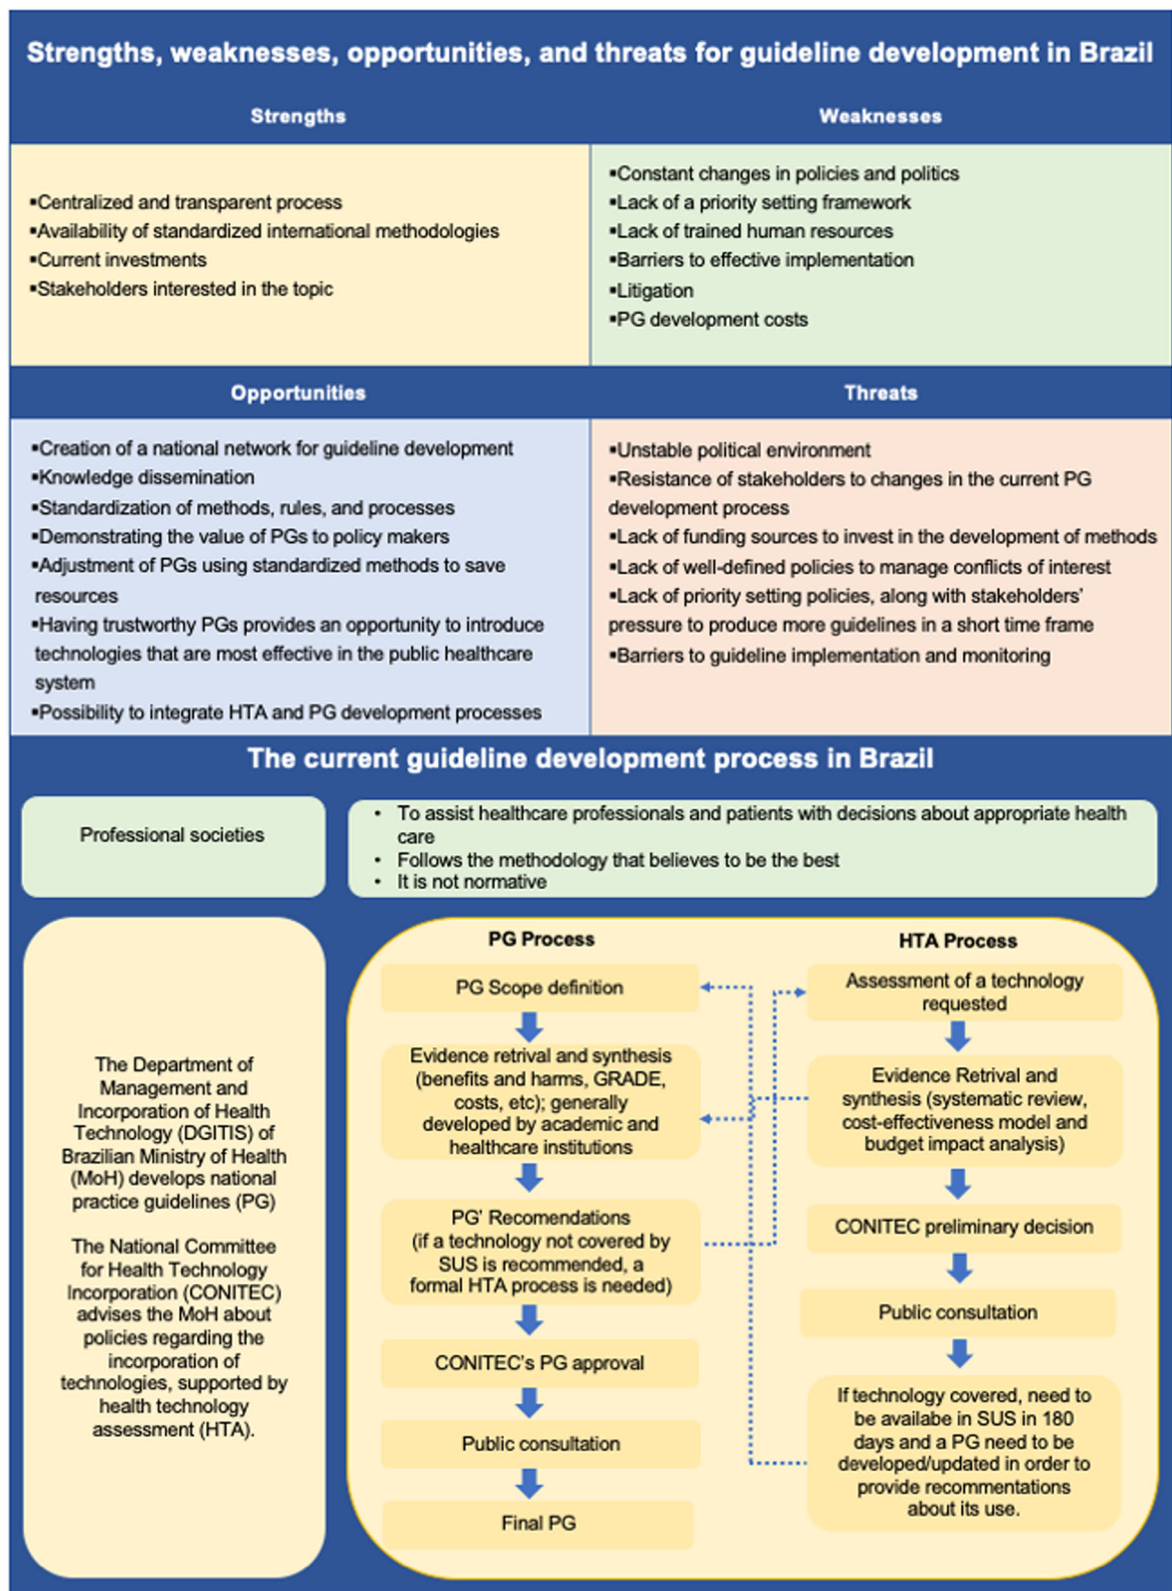 Strengths, weaknesses, opportunities, and threats for guideline development in Brazil
Strengths
Weaknesses
▪Centralized and transparent process
▪Availability of standardized international methodologies
▪Current investments
▪Stakeholders interested in the topic
▪Constant changes in policies and politics
▪Lack of a priority setting framework
▪Lack of trained human resources
▪Barriers to effective implementation
▪Litigation
▪PG development costs
Opportunities
Threats
▪Creation of a national network for guideline development
▪Knowledge dissemination
▪Standardization of methods, rules, and processes
▪Demonstrating the value of PGs to policy makers
▪Adjustment of PGs using standardized methods to save
resources
▪Having trustworthy PGs provides an opportunity to introduce
technologies that are most effective in the public healthcare
system
▪Possibility to integrate HTA and PG development processes
▪Unstable political environment
▪Resistance of stakeholders to changes in the current PG
development process
▪Lack of funding sources to invest in the development of methods
▪Lack of well-defined policies to manage conflicts of interest
▪Lack of priority setting policies, along with stakeholders'
pressure to produce more guidelines in a short time frame
▪Barriers to guideline implementation and monitoring
The current guideline development process in Brazil
Professional societies
• To assist healthcare professionals and patients with decisions about appropriate health
care
• Follows the methodology that believes to be the best
• It is not normative
The Department of
Management and
Incorporation of Health
Technology (DGITIS) of
Brazilian Ministry of Health
(MoH) develops national
practice guidelines (PG)
The National Committee
for Health Technology
Incorporation (CONITEC)
advises the MoH about
policies regarding the
incorporation of
technologies, supported by
health technology
assessment (HTA).
PG Process
PG Scope definition
Evidence retrival and synthesis
(benefits and harms, GRADE,
costs, etc); generally
developed by academic and
healthcare institutions
PG' Recomendations
(if a technology not covered by
SUS is recommended, a
formal HTA process is needed)
CONITEC's PG approval
Public consultation
Final PG
HTA Process
Assessment of a technology
requested
Evidence Retrival and
synthesis (systematic review,
cost-effectiveness model and
budget impact analysis)
CONITEC preliminary decision
Public consultation
If technology covered, need to
be availabe in SUS in 180
days and a PG need to be
developed/updated in order to
provide recommentations
about its use.